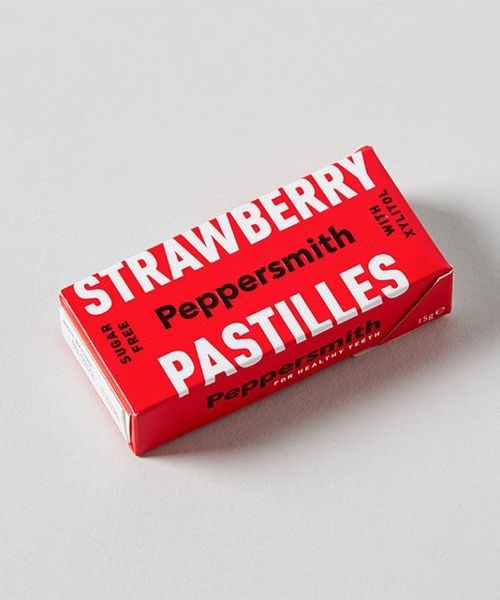 STRAWBERRY
Peppersmith
PASTILLES
SUGAR
FREE
WITH
XYLITOL
Peppersmith
FOR HEALTHY TEETH
15g ℮